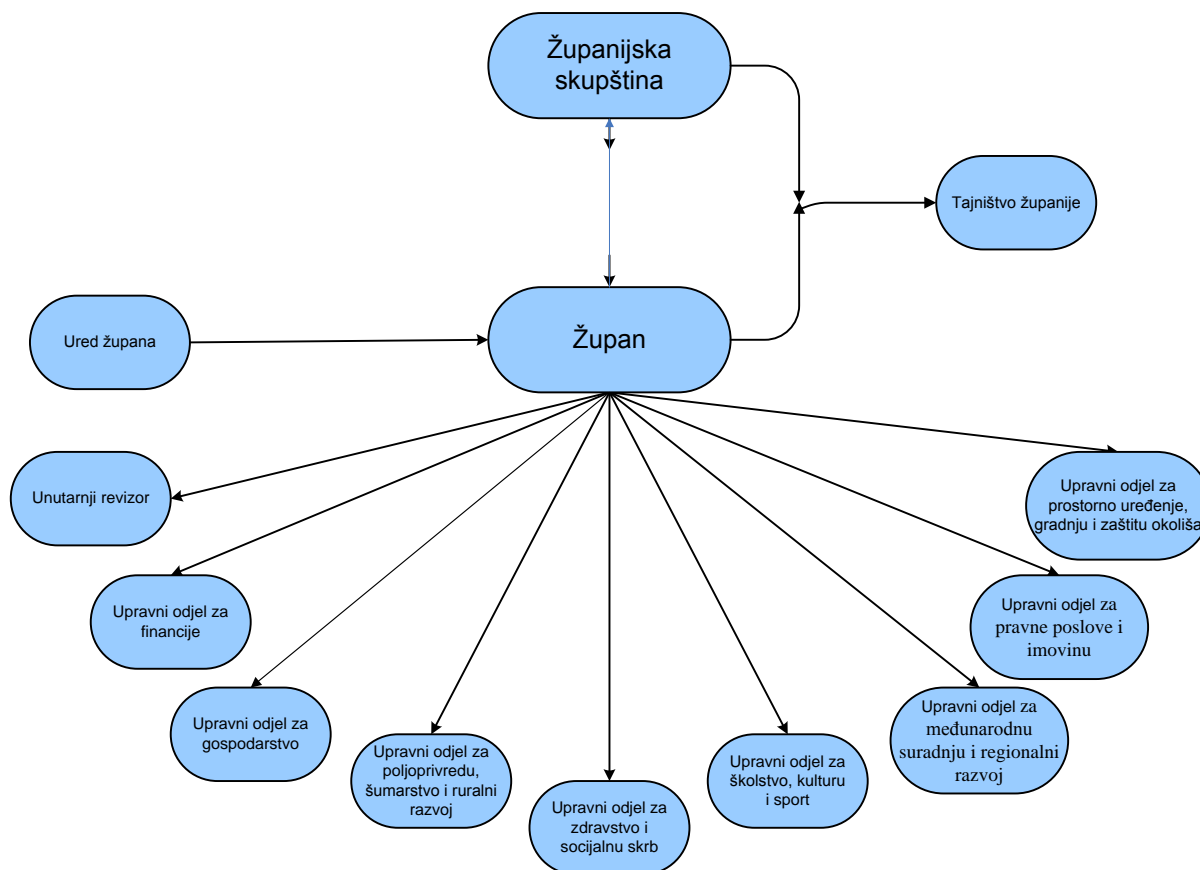 Županijska
skupština
Tajništvo županije
Ured župana
Župan
Unutarnji revizor
Upravni odjel za
prostorno uređenje,
gradnju i zaštitu okoliša
Upravni odjel za
financije
Upravni odjel za
pravne poslove i
imovinu
Upravni odjel za
gospodarstvo
Upravni odjel za
poljoprivredu,
šumarstvo i ruralni
razvoj
Upravni odjel za
zdravstvo i
socijalnu skrb
Upravni odjel za
školstvo, kulturu
i sport
Upravni odjel za
međunarodnu
suradnju i regionalni
razvoj